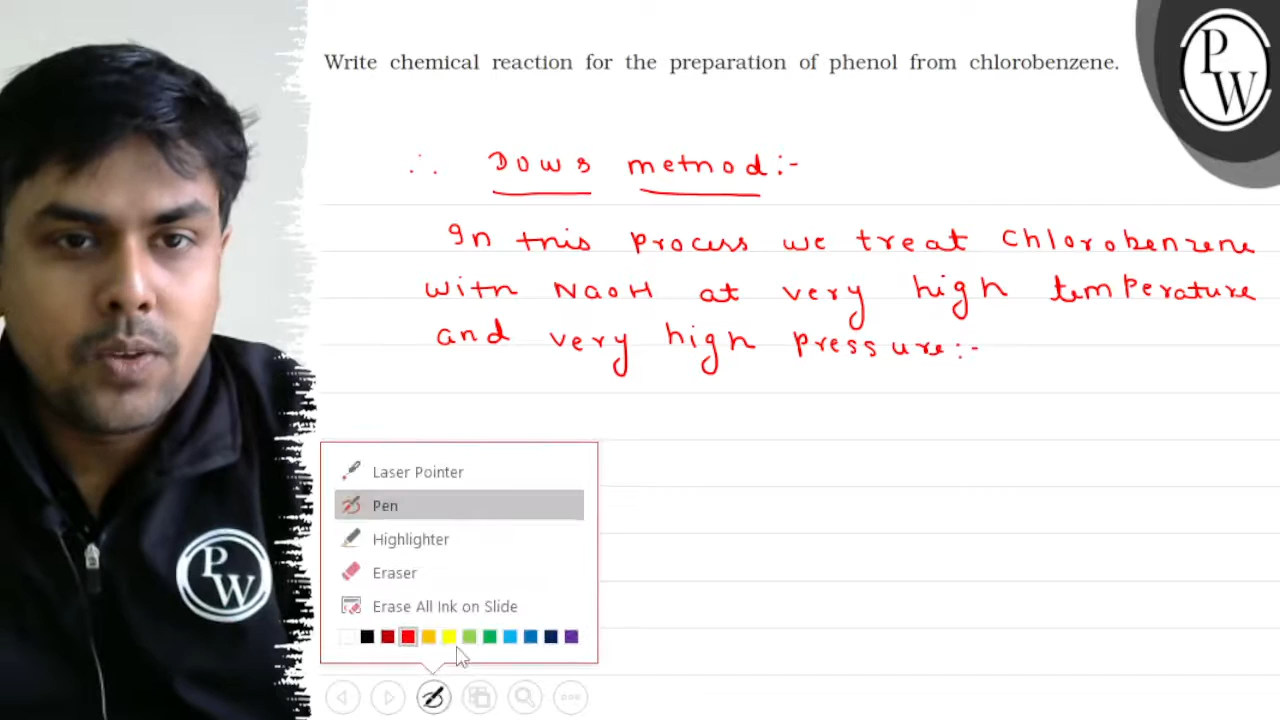 Write chemical reaction for the preparation of phenol from chlorobenzene.
PW
∴ Dows method:-
In this process we treat chlorobenzene
with NaOH at very high temperature
and very high pressure:-
Laser Pointer
Pen
Highlighter
Eraser
Erase All Ink on Slide
PW